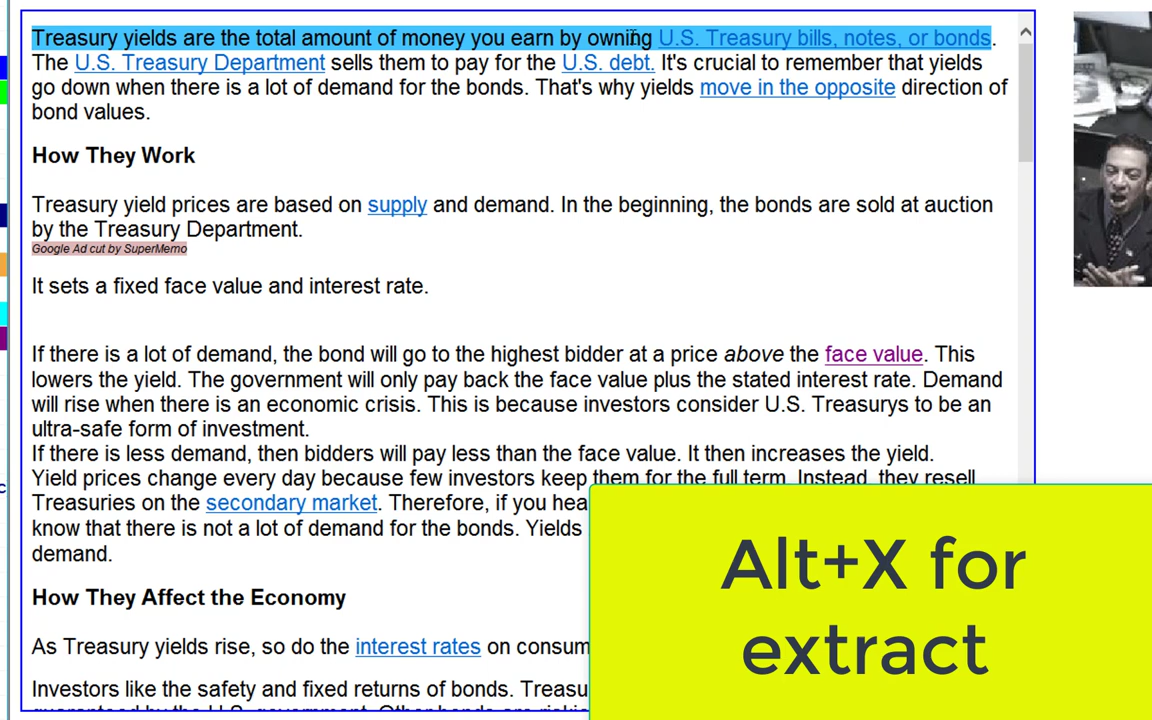 Treasury yields are the total amount of money you earn by owning U.S. Treasury bills, notes, or bonds.
The U.S. Treasury Department sells them to pay for the U.S. debt. It's crucial to remember that yields
go down when there is a lot of demand for the bonds. That's why yields move in the opposite direction of
bond values.
How They Work
Treasury yield prices are based on supply and demand. In the beginning, the bonds are sold at auction
by the Treasury Department.
Google Ad cut by SuperMemo
It sets a fixed face value and interest rate.
If there is a lot of demand, the bond will go to the highest bidder at a price above the face value. This
lowers the yield. The government will only pay back the face value plus the stated interest rate. Demand
will rise when there is an economic crisis. This is because investors consider U.S. Treasurys to be an
ultra-safe form of investment.
If there is less demand, then bidders will pay less than the face value. It then increases the yield.
Yield prices change every day because few investors keep them for the full term. Instead, they resell
Treasuries on the secondary market. Therefore, if you hea
know that there is not a lot of demand for the bonds. Yields
demand.
How They Affect the Economy
As Treasury yields rise, so do the interest rates on consum
Investors like the safety and fixed returns of bonds. Treasu
Alt+X for
extract